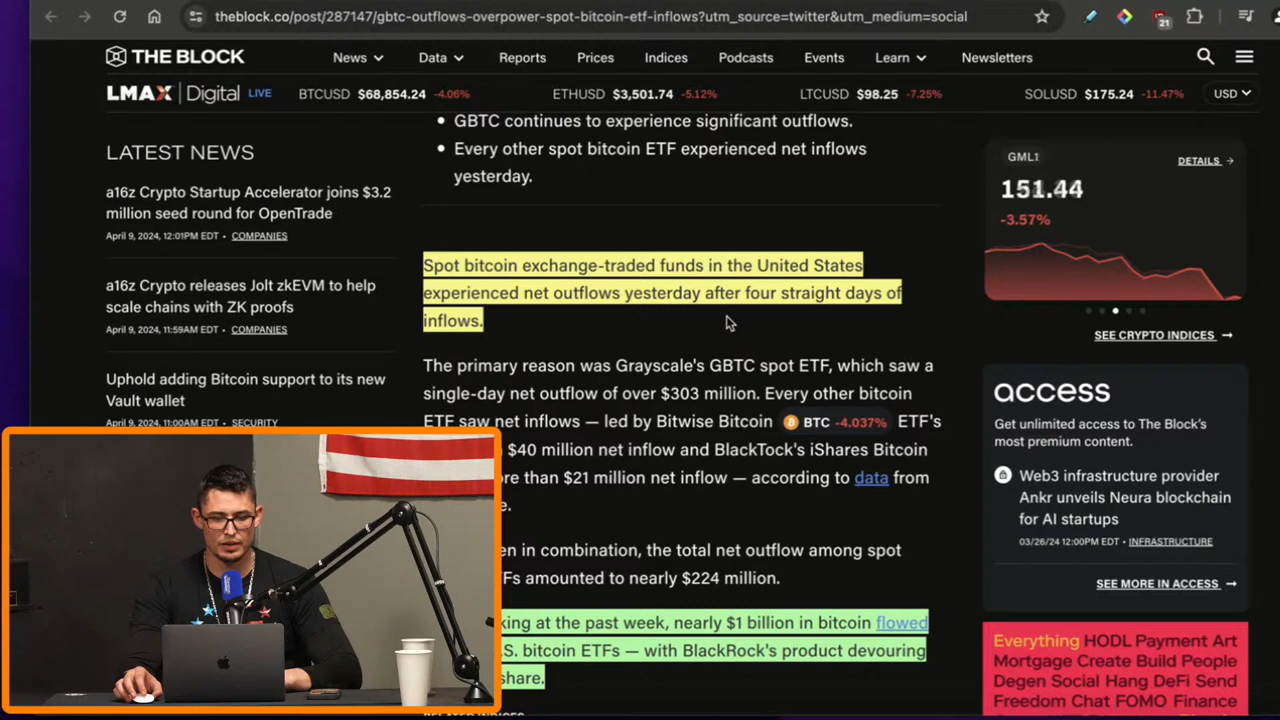 theblock.co/post/287147/gbtc-outflows-overpower-spot-bitcoin-etf-inflows?utm_source=twitter&utm_medium=social
21
THE BLOCK
News
Data
Reports
Prices
Indices
Podcasts
Events
Learn
Newsletters
LMAX Digital LIVE
BTCUSD $68,854.24 -4.06%
ETHUSD $3,501.74 -5.12%
LTCUSD $98.25 -7.25%
SOLUSD $175.24 -11.47%
USD
LATEST NEWS
a16z Crypto Startup Accelerator joins $3.2
million seed round for OpenTrade
April 9, 2024, 12:01PM EDT • COMPANIES
a16z Crypto releases Jolt zkEVM to help
scale chains with ZK proofs
April 9, 2024, 11:59AM EDT • COMPANIES
Uphold adding Bitcoin support to its new
Vault wallet
April 9, 2024, 11:00AM EDT • SECURITY
• GBTC continues to experience significant outflows.
• Every other spot bitcoin ETF experienced net inflows
yesterday.
Spot bitcoin exchange-traded funds in the United States
experienced net outflows yesterday after four straight days of
inflows.
The primary reason was Grayscale's GBTC spot ETF, which saw a
single-day net outflow of over $303 million. Every other bitcoin
ETF saw net inflows — led by Bitwise Bitcoin BTC -4.037% ETF's
$40 million net inflow and BlackTock's iShares Bitcoin
ore than $21 million net inflow — according to data from
e.
en in combination, the total net outflow among spot
Fs amounted to nearly $224 million.
king at the past week, nearly $1 billion in bitcoin flowed
.S. bitcoin ETFs — with BlackRock's product devouring
share.
GML1
DETAILS →
151.44
-3.57%
SEE CRYPTO INDICES →
access
Get unlimited access to The Block's
most premium content.
Web3 infrastructure provider
Ankr unveils Neura blockchain
for AI startups
03/26/24 12:00PM EDT • INFRASTRUCTURE
SEE MORE IN ACCESS →
Everything HODL Payment Art
Mortgage Create Build People
Degen Social Hang DeFi Send
Freedom Chat FOMO Finance